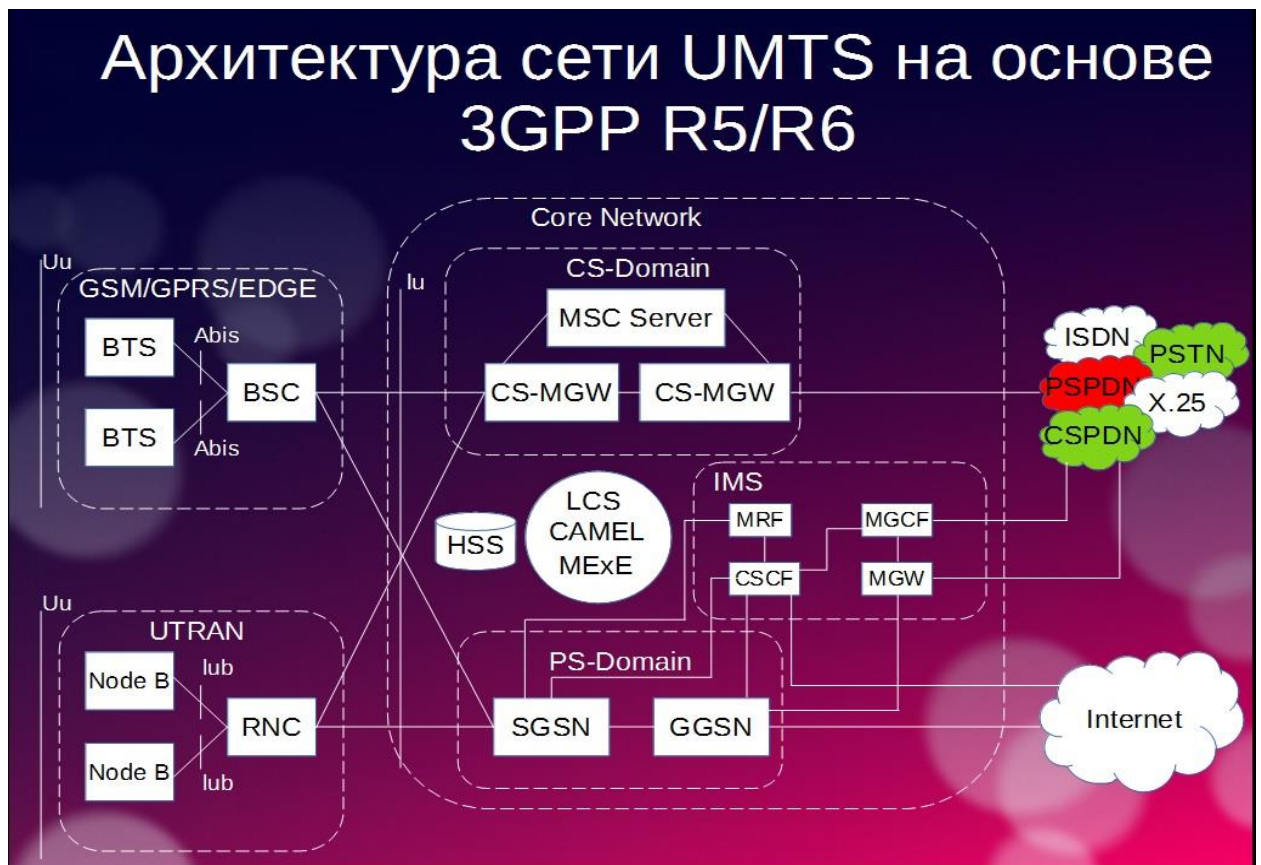 Архитектура сети UMTS на основе
3GPP R5/R6
Core Network
Uu
GSM/GPRS/EDGE
BTS
Abis
BSC
BTS
Abis
Iu
CS-Domain
MSC Server
CS-MGW
CS-MGW
ISDN
PSTN
PSPDN
X.25
CSPDN
HSS
LCS
CAMEL
MExE
IMS
MRF
MGCF
CSCF
MGW
Uu
UTRAN
Node B
Iub
RNC
Node B
Iub
PS-Domain
SGSN
GGSN
Internet